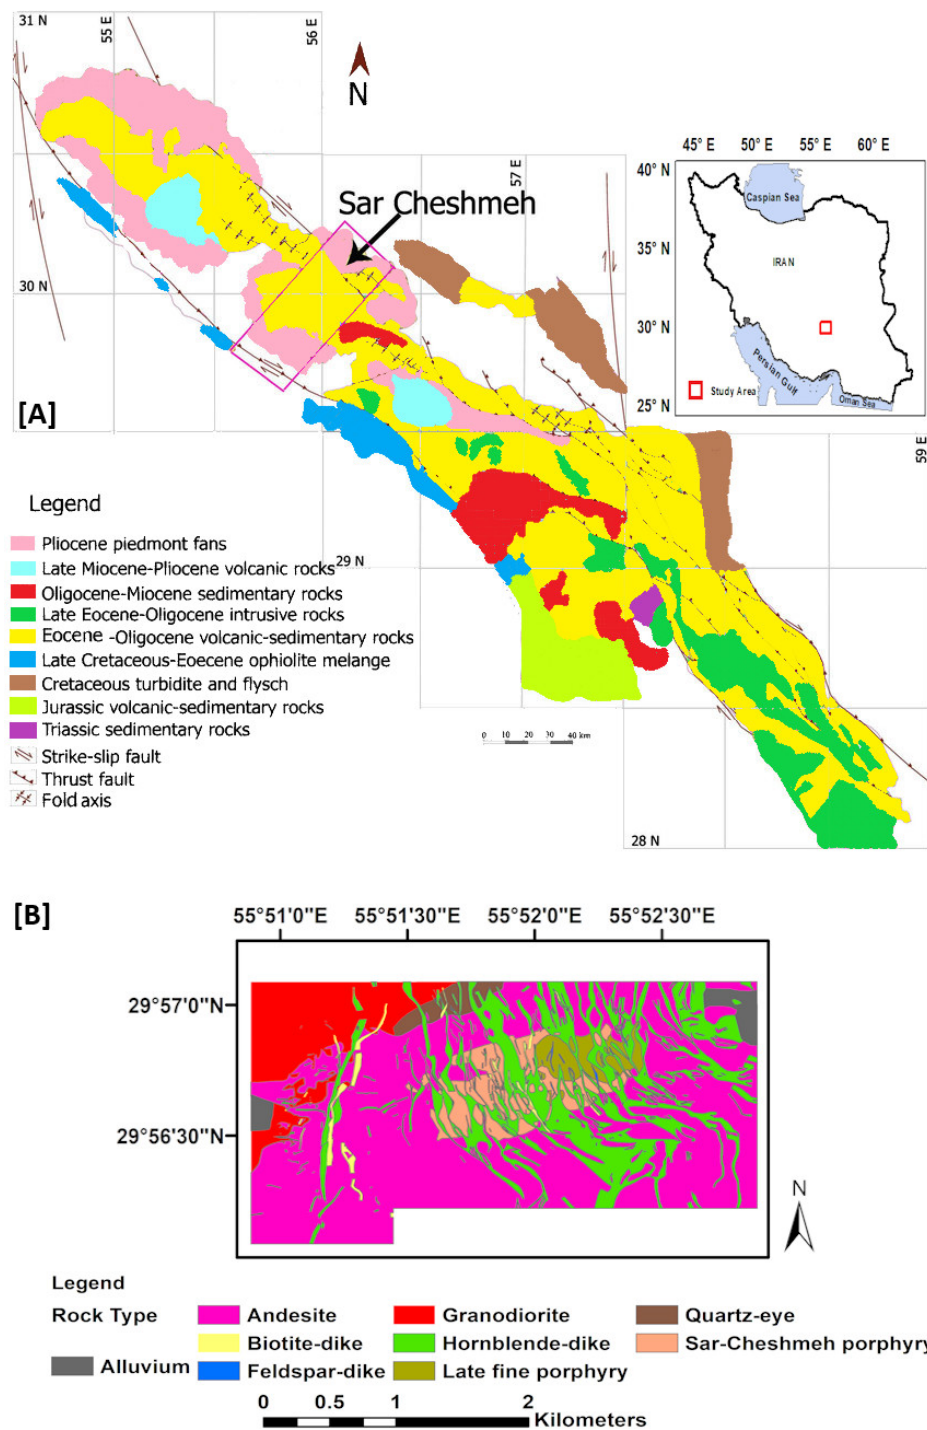 31 N
55 E
56 E
N
57 E
Sar Cheshmeh
30 N
[A]
45° E 50° E 55° E 60° E
40° N
35° N
30° N
25° N
Caspian Sea
IRAN
Persian Gulf
Oman Sea
Study Area
59 E
Legend
Pliocene piedmont fans
Late Miocene-Pliocene volcanic rocks
Oligocene-Miocene sedimentary rocks
Late Eocene-Oligocene intrusive rocks
Eocene -Oligocene volcanic-sedimentary rocks
Late Cretaceous-Eoecene ophiolite melange
Cretaceous turbidite and flysch
Jurassic volcanic-sedimentary rocks
Triassic sedimentary rocks
Strike-slip fault
Thrust fault
Fold axis
29 N
0 10 20 30 40 km
28 N
[B]
55°51'0"E 55°51'30"E 55°52'0"E 55°52'30"E
29°57'0"N
29°56'30"N
N
Legend
Rock Type
Andesite
Granodiorite
Quartz-eye
Biotite-dike
Hornblende-dike
Sar-Cheshmeh porphyry
Alluvium
Feldspar-dike
Late fine porphyry
0 0.5 1 2
Kilometers